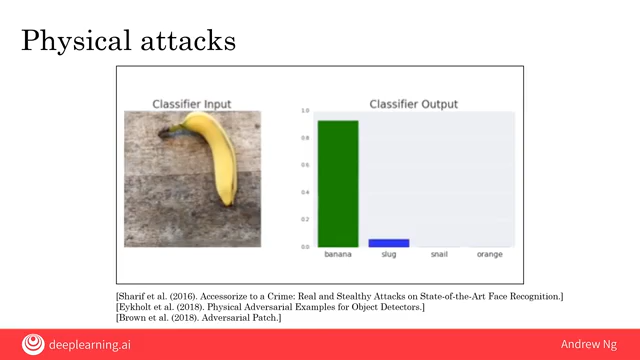 Physical attacks
Classifier Input
Classifier Output
1.0
0.8
0.6
0.4
0.2
0.0
banana slug snail orange
[Sharif et al. (2016). Accessorize to a Crime: Real and Stealthy Attacks on State-of-the-Art Face Recognition.]
[Eykholt et al. (2018). Physical Adversarial Examples for Object Detectors.]
[Brown et al. (2018). Adversarial Patch.]
deeplearning.ai
Andrew Ng